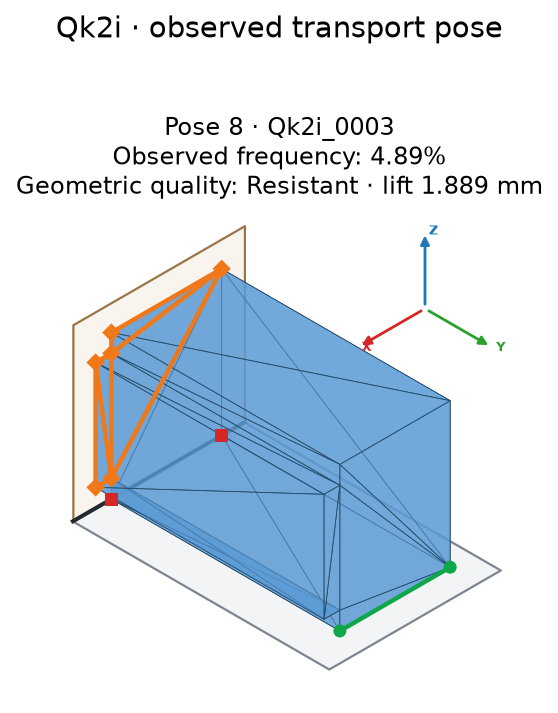 Qk2i · observed transport pose
Pose 8 · Qk2i_0003
Observed frequency: 4.89%
Geometric quality: Resistant · lift 1.889 mm
Z
X
Y